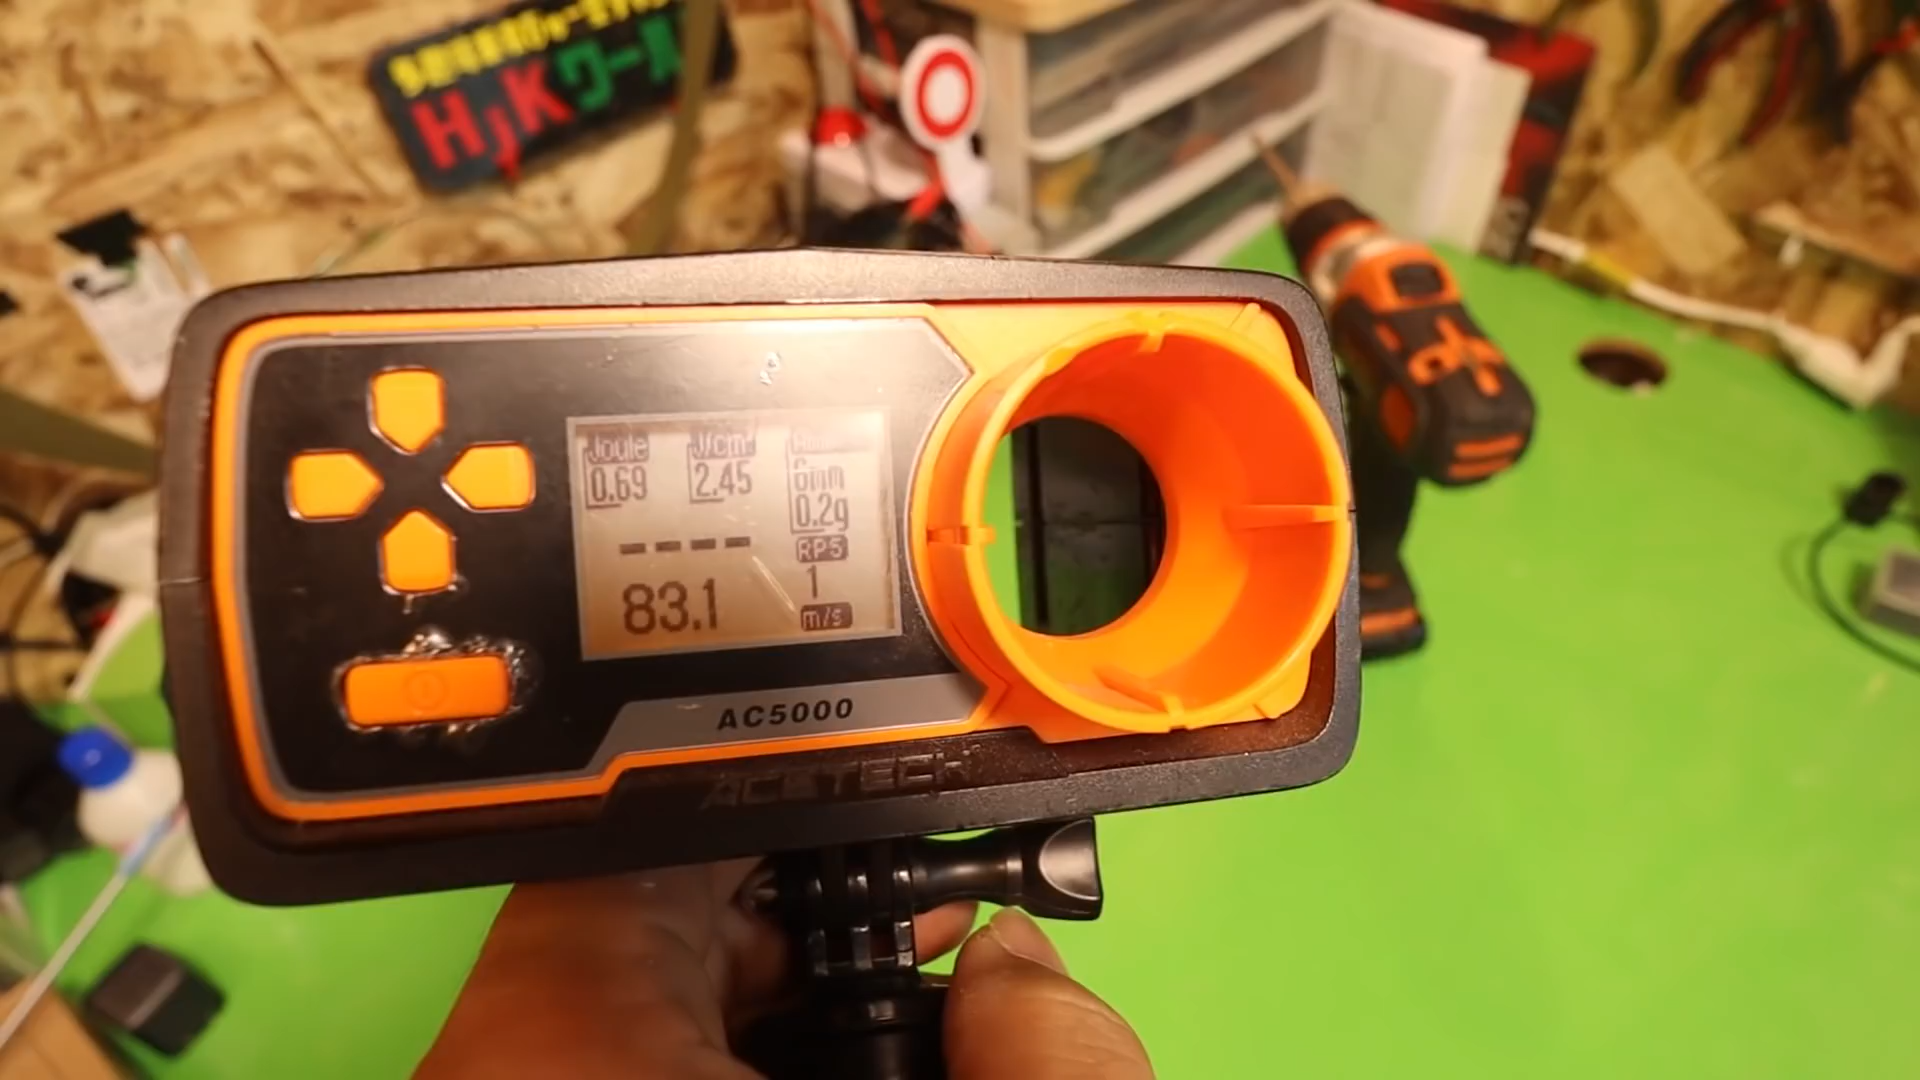 HJKワール
Joule
0.69
J/cm²
2.45
6mm
0.2g
RPS
1
----
83.1
m/s
AC5000
ACETECH